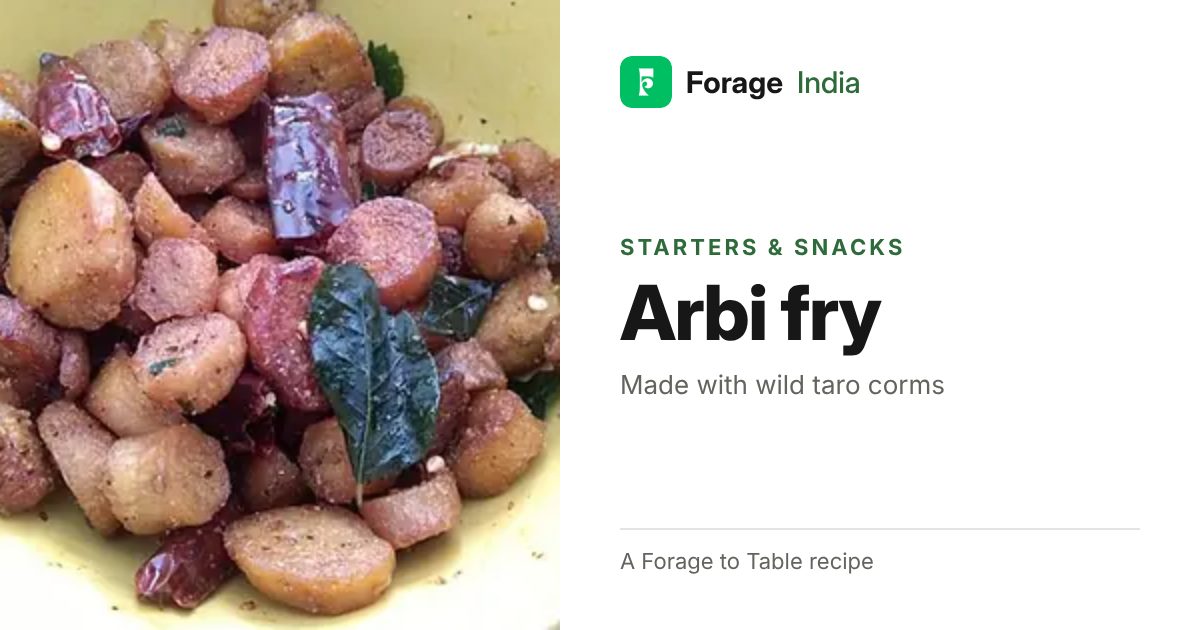 Forage India
STARTERS & SNACKS
Arbi fry
Made with wild taro corms
A Forage to Table recipe